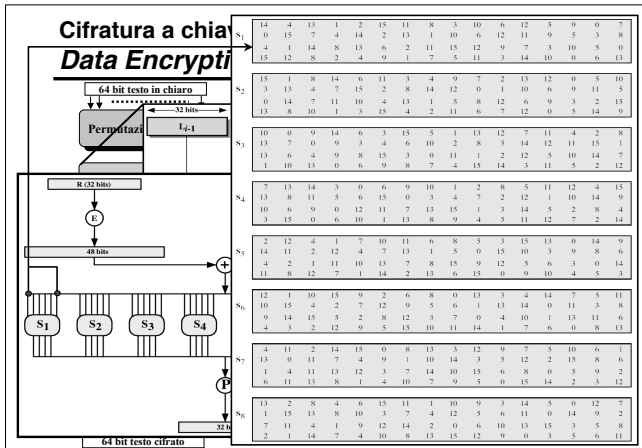 Cifratura a chiav
Data Encrypti
64 bit testo in chiaro
Permutazi
32-bits
Li-1
R (32 bits)
E
48 bits
+
S1 S2 S3 S4
P
32 b
64 bit testo cifrato
S1
14 4 13 1 2 15 11 8 3 10 6 12 5 9 0 7
0 15 7 4 14 2 13 1 10 6 12 11 9 5 3 8
4 1 14 8 13 6 2 11 15 12 9 7 3 10 5 0
15 12 8 2 4 9 1 7 5 11 3 14 10 0 6 13
S2
15 1 8 14 6 11 3 4 9 7 2 13 12 0 5 10
3 13 4 7 15 2 8 14 12 0 1 10 6 9 11 5
0 14 7 11 10 4 13 1 5 8 12 6 9 3 2 15
13 8 10 1 3 15 4 2 11 6 7 12 0 5 14 9
S3
10 0 9 14 6 3 15 5 1 13 12 7 11 4 2 8
13 7 0 9 3 4 6 10 2 8 5 14 12 11 15 1
13 6 4 9 8 15 3 0 11 1 2 12 5 10 14 7
1 10 13 0 6 9 8 7 4 15 14 3 11 5 2 12
S4
7 13 14 3 0 6 9 10 1 2 8 5 11 12 4 15
13 8 11 5 6 15 0 3 4 7 2 12 1 10 14 9
10 6 9 0 12 11 7 13 15 1 3 14 5 2 8 4
3 15 0 6 10 1 13 8 9 4 5 11 12 7 2 14
S5
2 12 4 1 7 10 11 6 8 5 3 15 13 0 14 9
14 11 2 12 4 7 13 1 5 0 15 10 3 9 8 6
4 2 1 11 10 13 7 8 15 9 12 5 6 3 0 14
11 8 12 7 1 14 2 13 6 15 0 9 10 4 5 3
S6
12 1 10 15 9 2 6 8 0 13 3 4 14 7 5 11
10 15 4 2 7 12 9 5 6 1 13 14 0 11 3 8
9 14 15 5 2 8 12 3 7 0 4 10 1 13 11 6
4 3 2 12 9 5 15 10 11 14 1 7 6 0 8 13
S7
4 11 2 14 15 0 8 13 3 12 9 7 5 10 6 1
13 0 11 7 4 9 1 10 14 3 5 12 2 15 8 6
1 4 11 13 12 3 7 14 10 15 6 8 0 5 9 2
6 11 13 8 1 4 10 7 9 5 0 15 14 2 3 12
S8
13 2 8 4 6 15 11 1 10 9 3 14 5 0 12 7
1 15 13 8 10 3 7 4 12 5 6 11 0 14 9 2
7 11 4 1 9 12 14 2 0 6 10 13 15 3 5 8
2 1 14 7 4 10 8 13 15 12 9 0 3 5 6 11